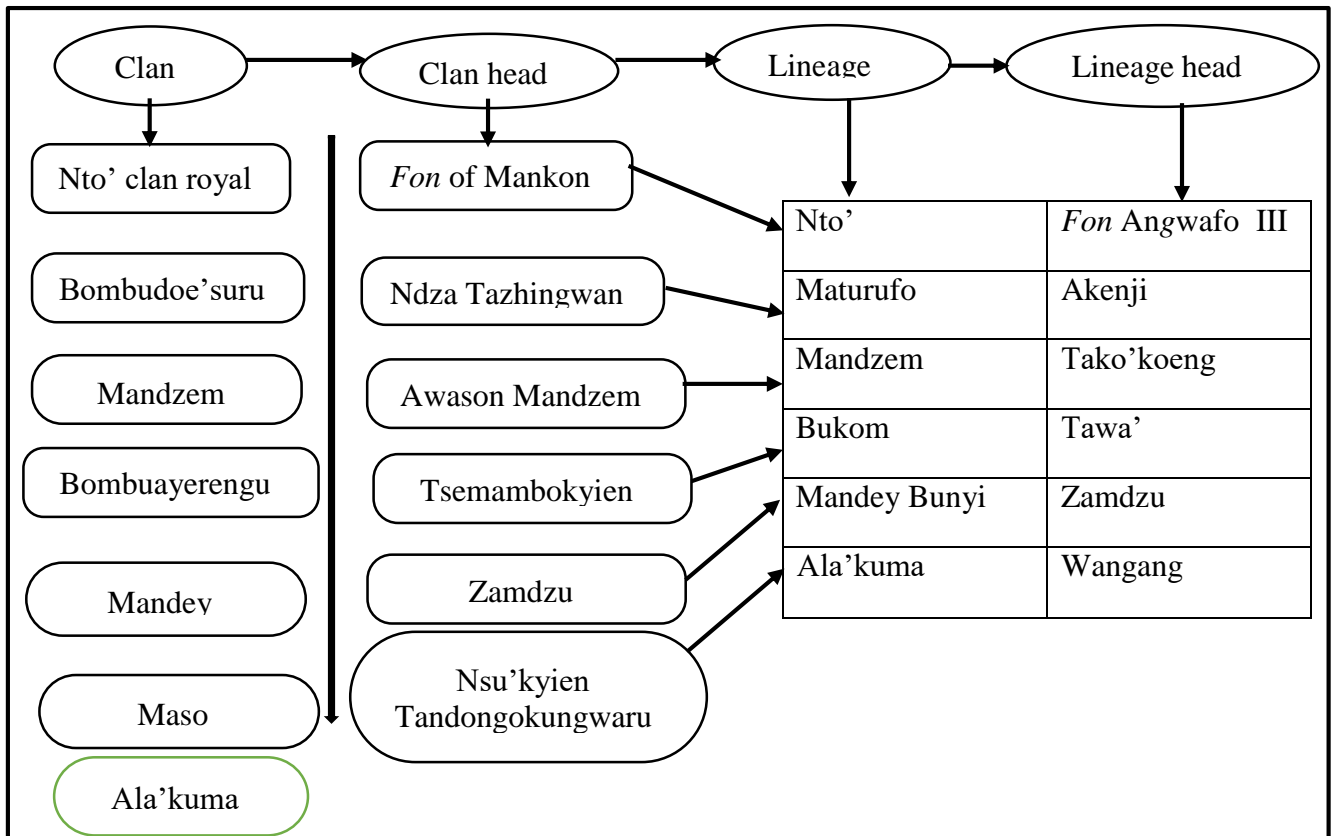 Clan
Clan head
Lineage
Lineage head
Nto’ clan royal
Fon of Mankon
Nto’
Fon Angwafo III
Bombudoe’suru
Ndza Tazhingwan
Maturufo
Akenji
Mandzem
Awason Mandzem
Mandzem
Tako’koeng
Bombuayerengu
Tsemambokyien
Bukom
Tawa’
Mandey
Zamdzu
Mandey Bunyi
Zamdzu
Maso
Nsu’kyien
Tandongokungwaru
Ala’kuma
Wangang
Ala’kuma